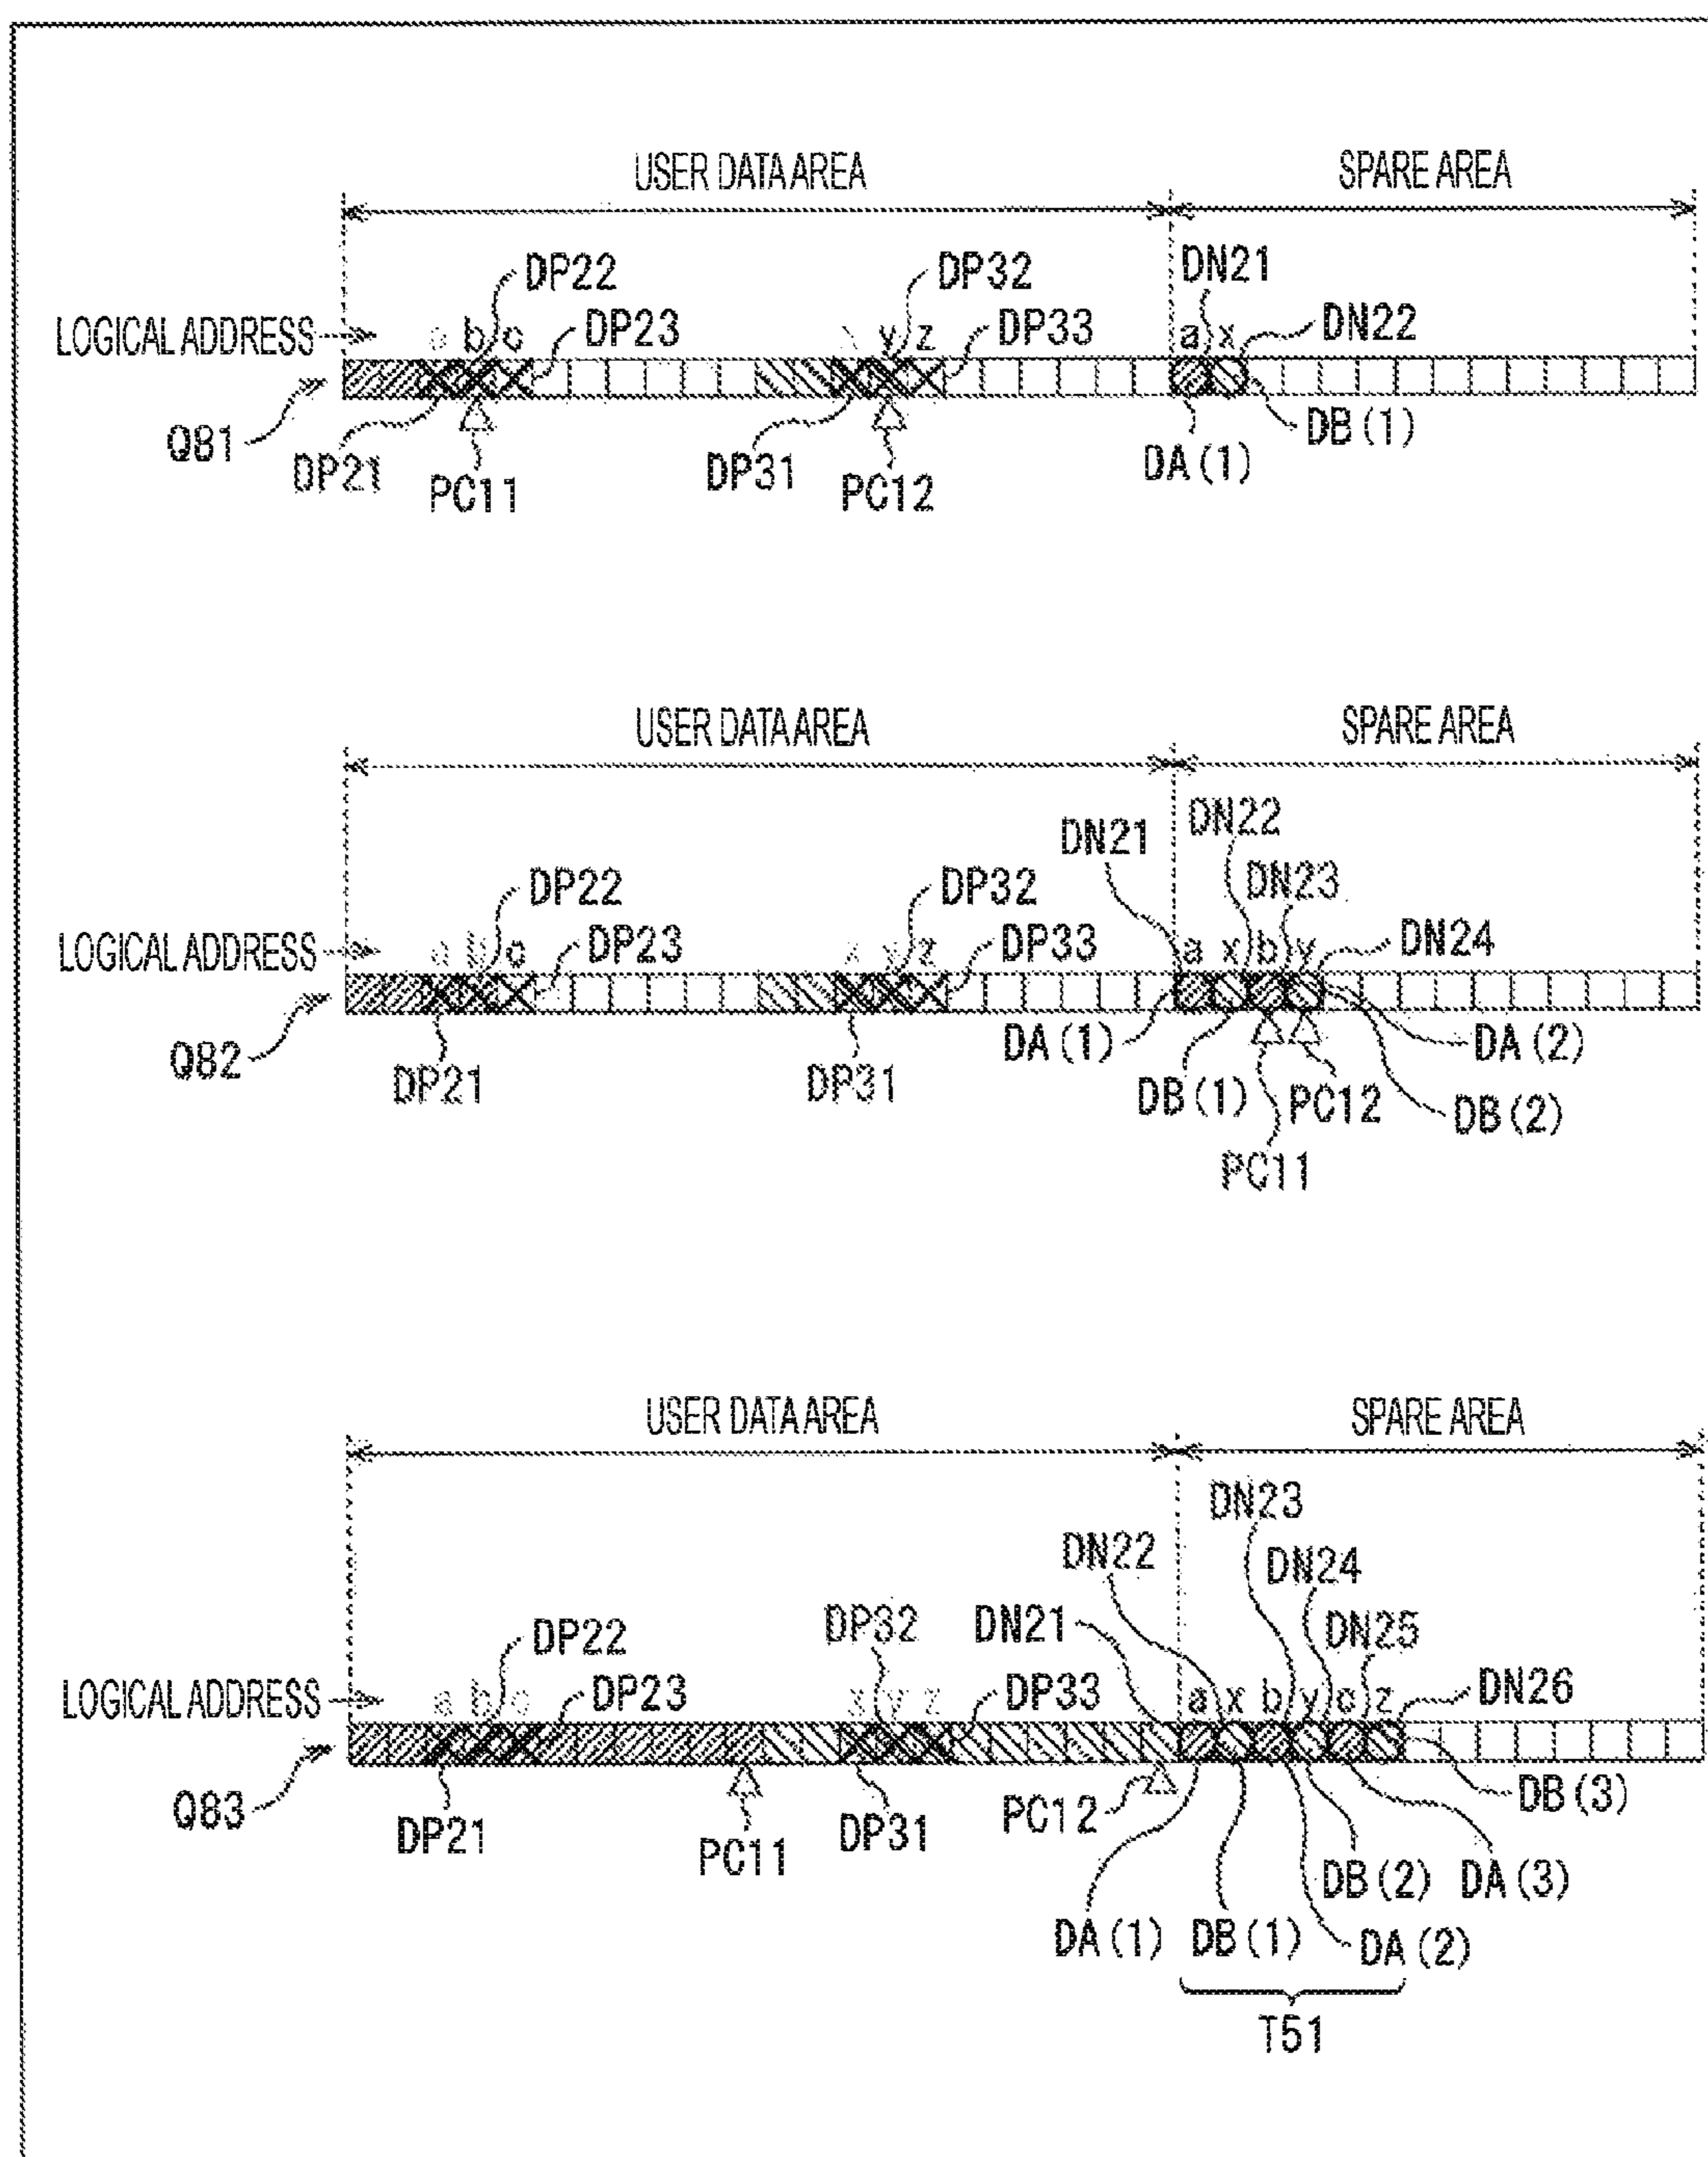 USER DATA AREA SPARE AREA
DP22 DP32 DN21
LOGICAL ADDRESS a b c DP23 y z DP33 a x DN22
Q81 DP21 PC11 DP31 PC12 DA(1) DB(1)
USER DATA AREA SPARE AREA
DN21 DN22
DP22 DP32 DN23
LOGICAL ADDRESS a b c DP23 x y z DP33 a x b y DN24
Q82 DP21 DP31 DA(1) DB(1) PC12 DA(2)
PC11 DB(2)
USER DATA AREA SPARE AREA
DN23
DN22 DN24
DP22 DP32 DN21 DN25
LOGICAL ADDRESS a b c DP23 x y z DP33 a x b y c z DN26
Q83 DP21 PC11 DP31 PC12 DB(3)
DB(2) DA(3)
DA(1) DB(1) DA(2)
T51